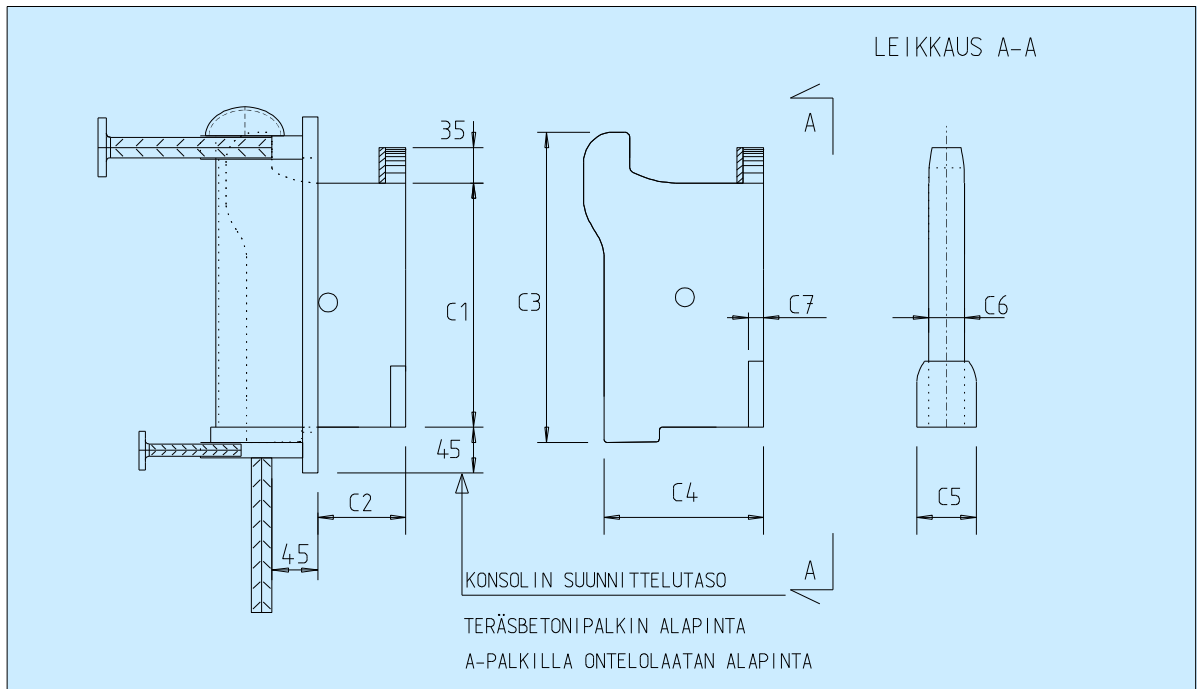 LEIKKAUS A-A
A
35
C1
C3
C7
C6
45
C2
C4
C5
45
A
KONSOLIN SUUNNITTELUTASO
TERÄSBETONIPALKIN ALAPINTA
A-PALKILLA ONTELOLAATAN ALAPINTA